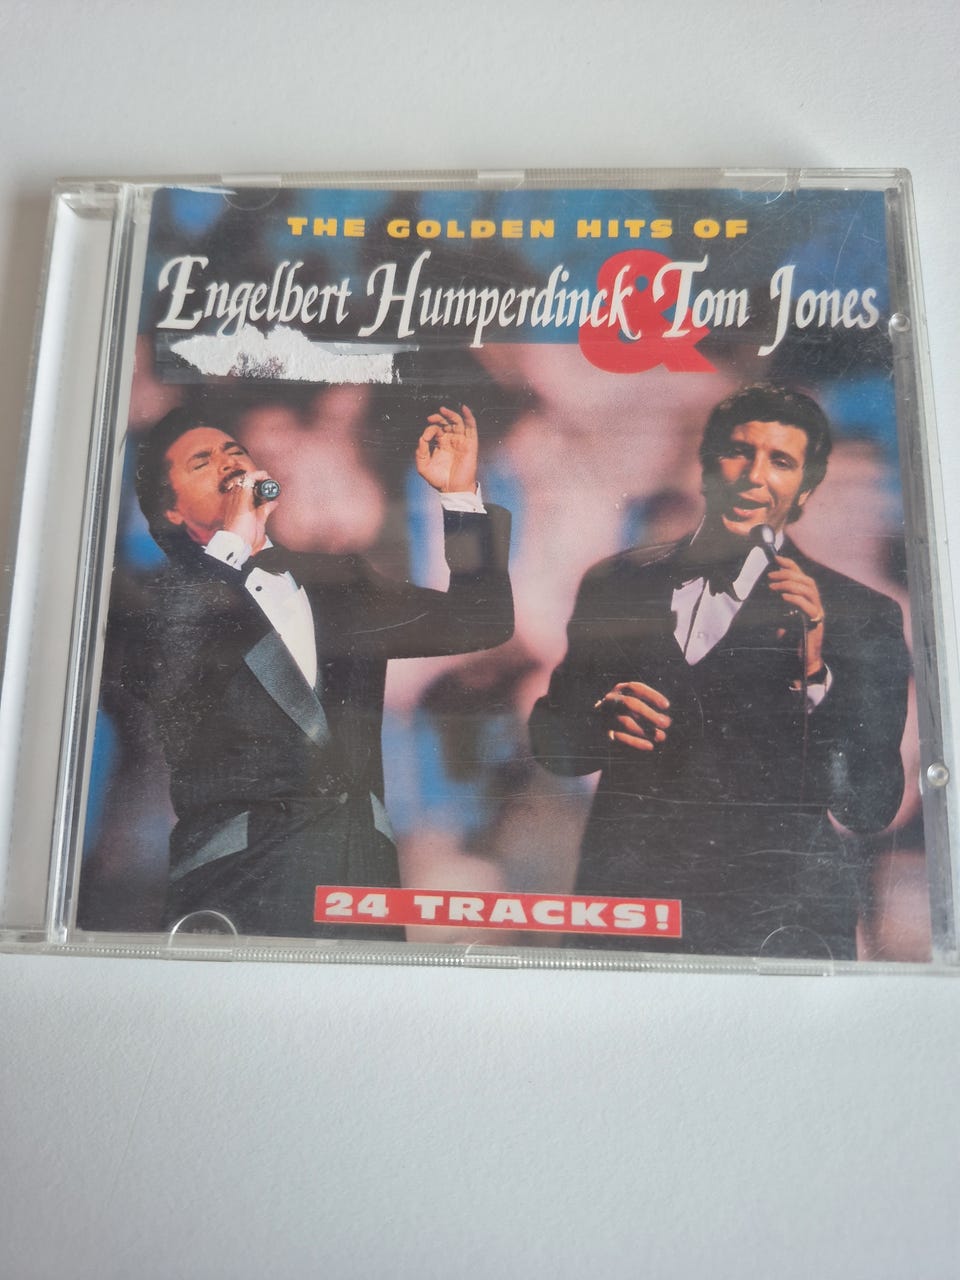 THE GOLDEN HITS OF
Engelbert Humperdinck & Tom Jones
24 TRACKS!